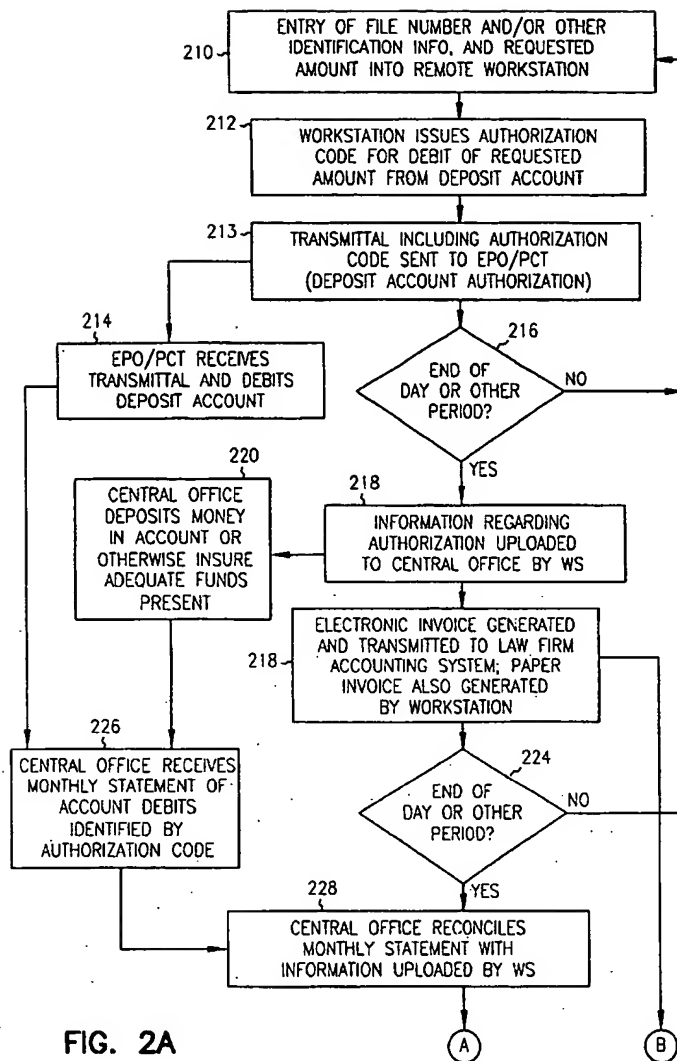 ENTRY OF FILE NUMBER AND/OR OTHER
IDENTIFICATION INFO, AND REQUESTED
AMOUNT INTO REMOTE WORKSTATION
210
212
WORKSTATION ISSUES AUTHORIZATION
CODE FOR DEBIT OF REQUESTED
AMOUNT FROM DEPOSIT ACCOUNT
213
TRANSMITTAL INCLUDING AUTHORIZATION
CODE SENT TO EPO/PCT
(DEPOSIT ACCOUNT AUTHORIZATION)
214
EPO/PCT RECEIVES
TRANSMITTAL AND DEBITS
DEPOSIT ACCOUNT
216
END OF
DAY OR OTHER
PERIOD?
NO
YES
220
CENTRAL OFFICE
DEPOSITS MONEY
IN ACCOUNT OR
OTHERWISE INSURE
ADEQUATE FUNDS
PRESENT
218
INFORMATION REGARDING
AUTHORIZATION UPLOADED
TO CENTRAL OFFICE BY WS
218
ELECTRONIC INVOICE GENERATED
AND TRANSMITTED TO LAW FIRM
ACCOUNTING SYSTEM; PAPER
INVOICE ALSO GENERATED
BY WORKSTATION
226
CENTRAL OFFICE RECEIVES
MONTHLY STATEMENT OF
ACCOUNT DEBITS
IDENTIFIED BY
AUTHORIZATION CODE
224
END OF
DAY OR OTHER
PERIOD?
NO
YES
228
CENTRAL OFFICE RECONCILES
MONTHLY STATEMENT WITH
INFORMATION UPLOADED BY WS
FIG. 2A
A
B